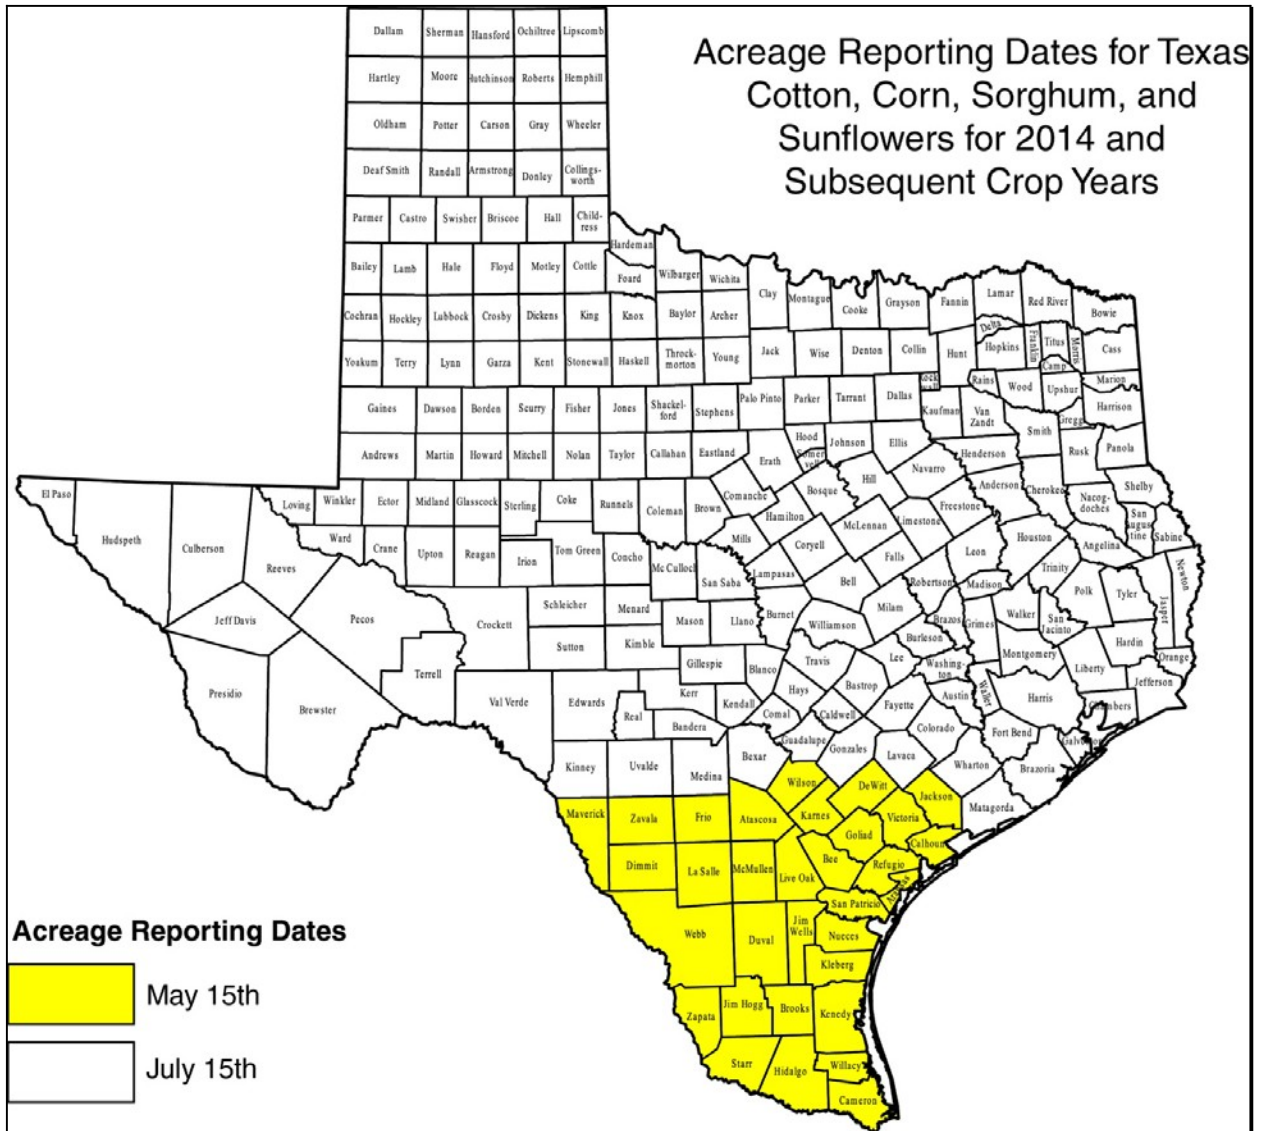 Acreage Reporting Dates for Texas
Cotton, Corn, Sorghum, and
Sunflowers for 2014 and
Subsequent Crop Years
Dallam Sherman Hansford Ochiltree Lipscomb
Hartley Moore Hutchinson Roberts Hemphill
Oldham Potter Carson Gray Wheeler
Deaf Smith Randall Armstrong Donley Collings-
worth
Parmer Castro Swisher Briscoe Hall Child-
ress
Hardeman
Bailey Lamb Hale Floyd Motley Cottle Foard Wilbarger Wichita
Clay Montague Cooke Grayson Fannin Lamar Red River Bowie
Cochran Hockley Lubbock Crosby Dickens King Knox Baylor Archer
Delta Hopkins Franklin Titus Morris Cass
Yoakum Terry Lynn Garza Kent Stonewall Haskell Throck-
morton Young Jack Wise Denton Collin Hunt
Camp
Rock
wall Rains Wood Upshur Marion
Gaines Dawson Borden Scurry Fisher Jones Shackel-
ford Stephens Palo Pinto Parker Tarrant Dallas Kaufman Van
Zandt Smith Gregg Harrison
Andrews Martin Howard Mitchell Nolan Taylor Callahan Eastland Erath Hood Somer
vell Johnson Ellis Henderson Rusk Panola
El Paso Hudspeth Culberson Loving Winkler Ector Midland Glasscock Sterling Coke Runnels Coleman Brown Comanche Bosque Hill Navarro Anderson Cherokee Nacog-
doches Shelby
Ward Crane Upton Reagan Irion Tom Green Concho Mc Culloch San Saba Mills Hamilton Coryell McLennan Limestone Freestone Houston Angelina San
Augus
tine Sabine
Reeves Jeff Davis Pecos Lampasas Bell Falls Robertson Leon Madison Trinity Polk Tyler Jasper Newton
Crockett Schleicher Menard Mason Llano Burnet Williamson Milam Brazos Grimes Walker San
Jacinto Hardin
Sutton Kimble Gillespie Blanco Travis Lee Burleson Washing-
ton Montgomery Liberty Orange
Presidio Brewster Terrell Val Verde Edwards Real Kerr Kendall Hays Bastrop Austin Waller Harris Jefferson
Chambers
Bandera Comal Caldwell Fayette Colorado Fort Bend Galveston
Kinney Uvalde Medina Bexar Guadalupe Gonzales Lavaca Wharton Brazoria
Maverick Zavala Frio Atascosa Wilson Karnes DeWitt Victoria Jackson Matagorda
Dimmit La Salle McMullen Live Oak Bee Goliad Refugio Calhoun
Aransas
San Patricio
Webb Duval Jim
Wells Nueces
Kleberg
Zapata Jim Hogg Brooks Kenedy
Starr Hidalgo Willacy
Cameron
Acreage Reporting Dates
May 15th
July 15th